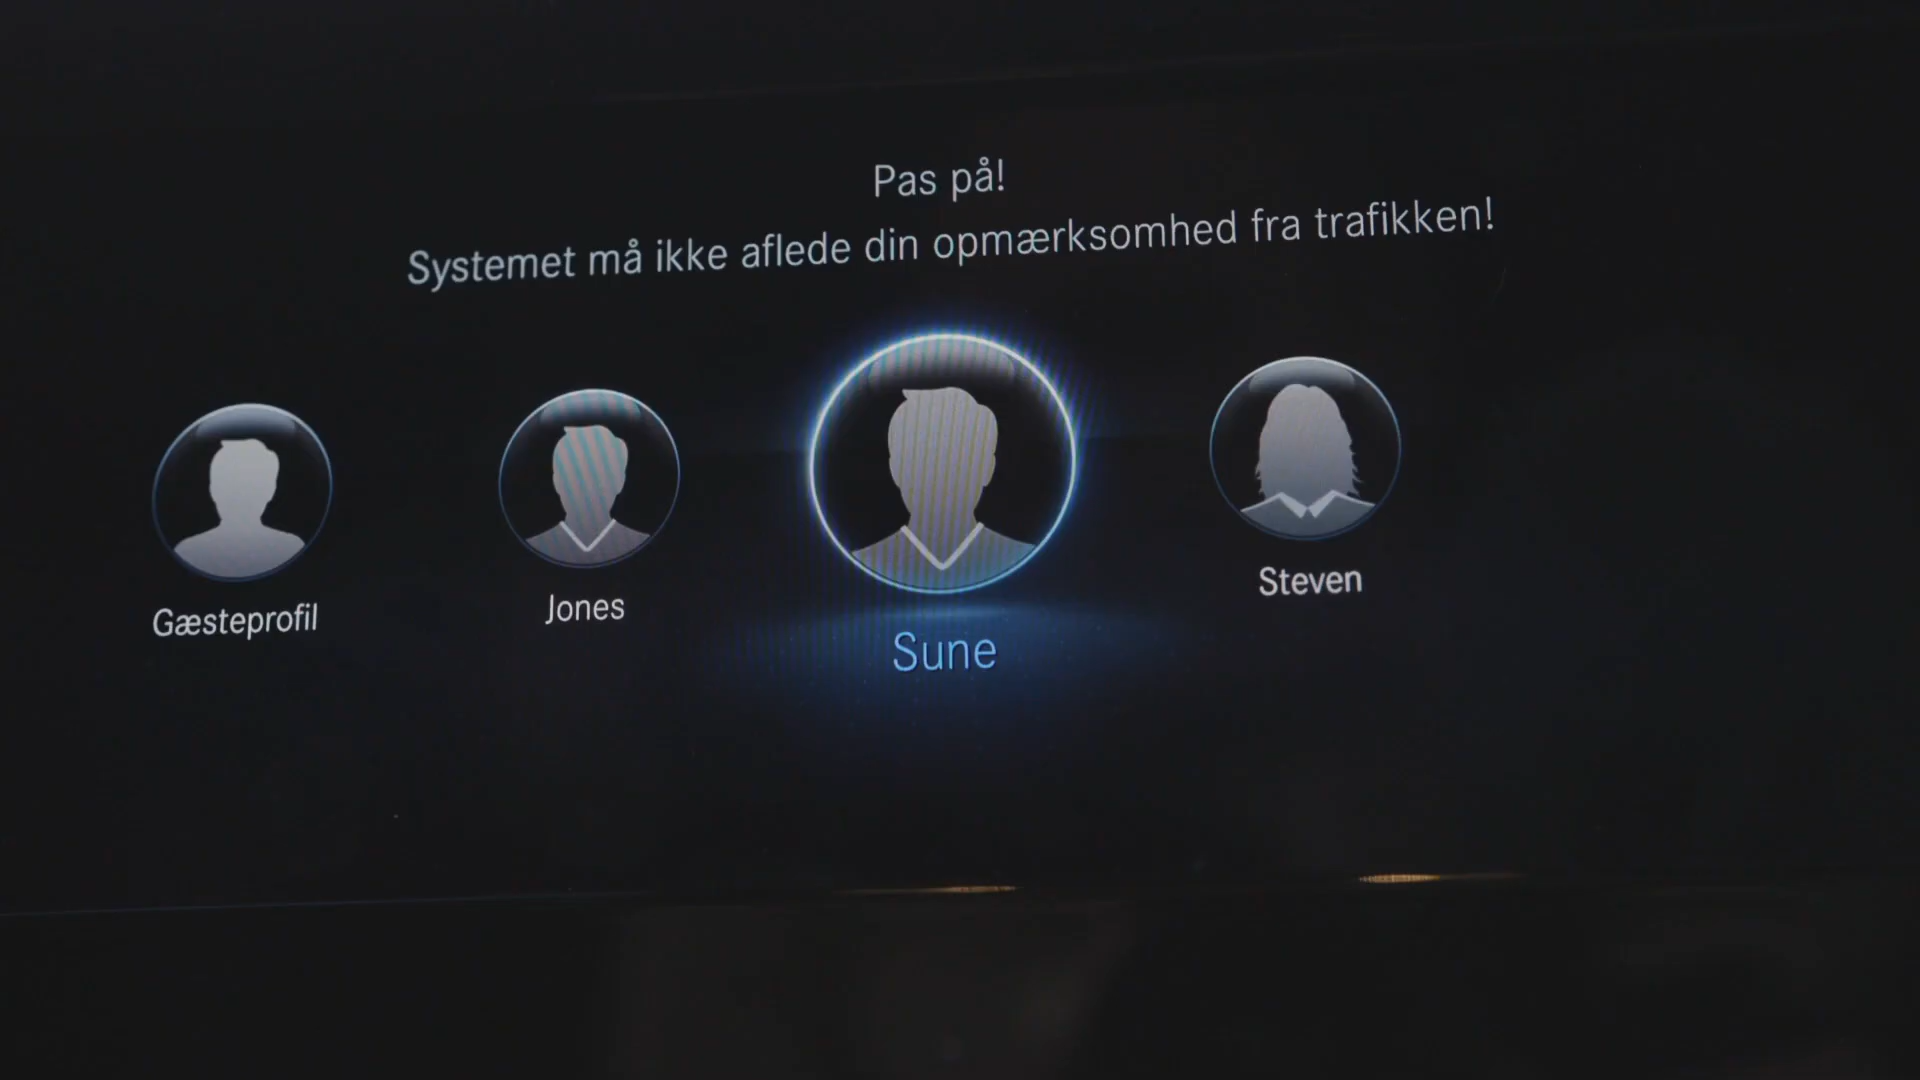 Pas på!
Systemet må ikke aflede din opmærksomhed fra trafikken!
Gæsteprofil
Jones
Sune
Steven